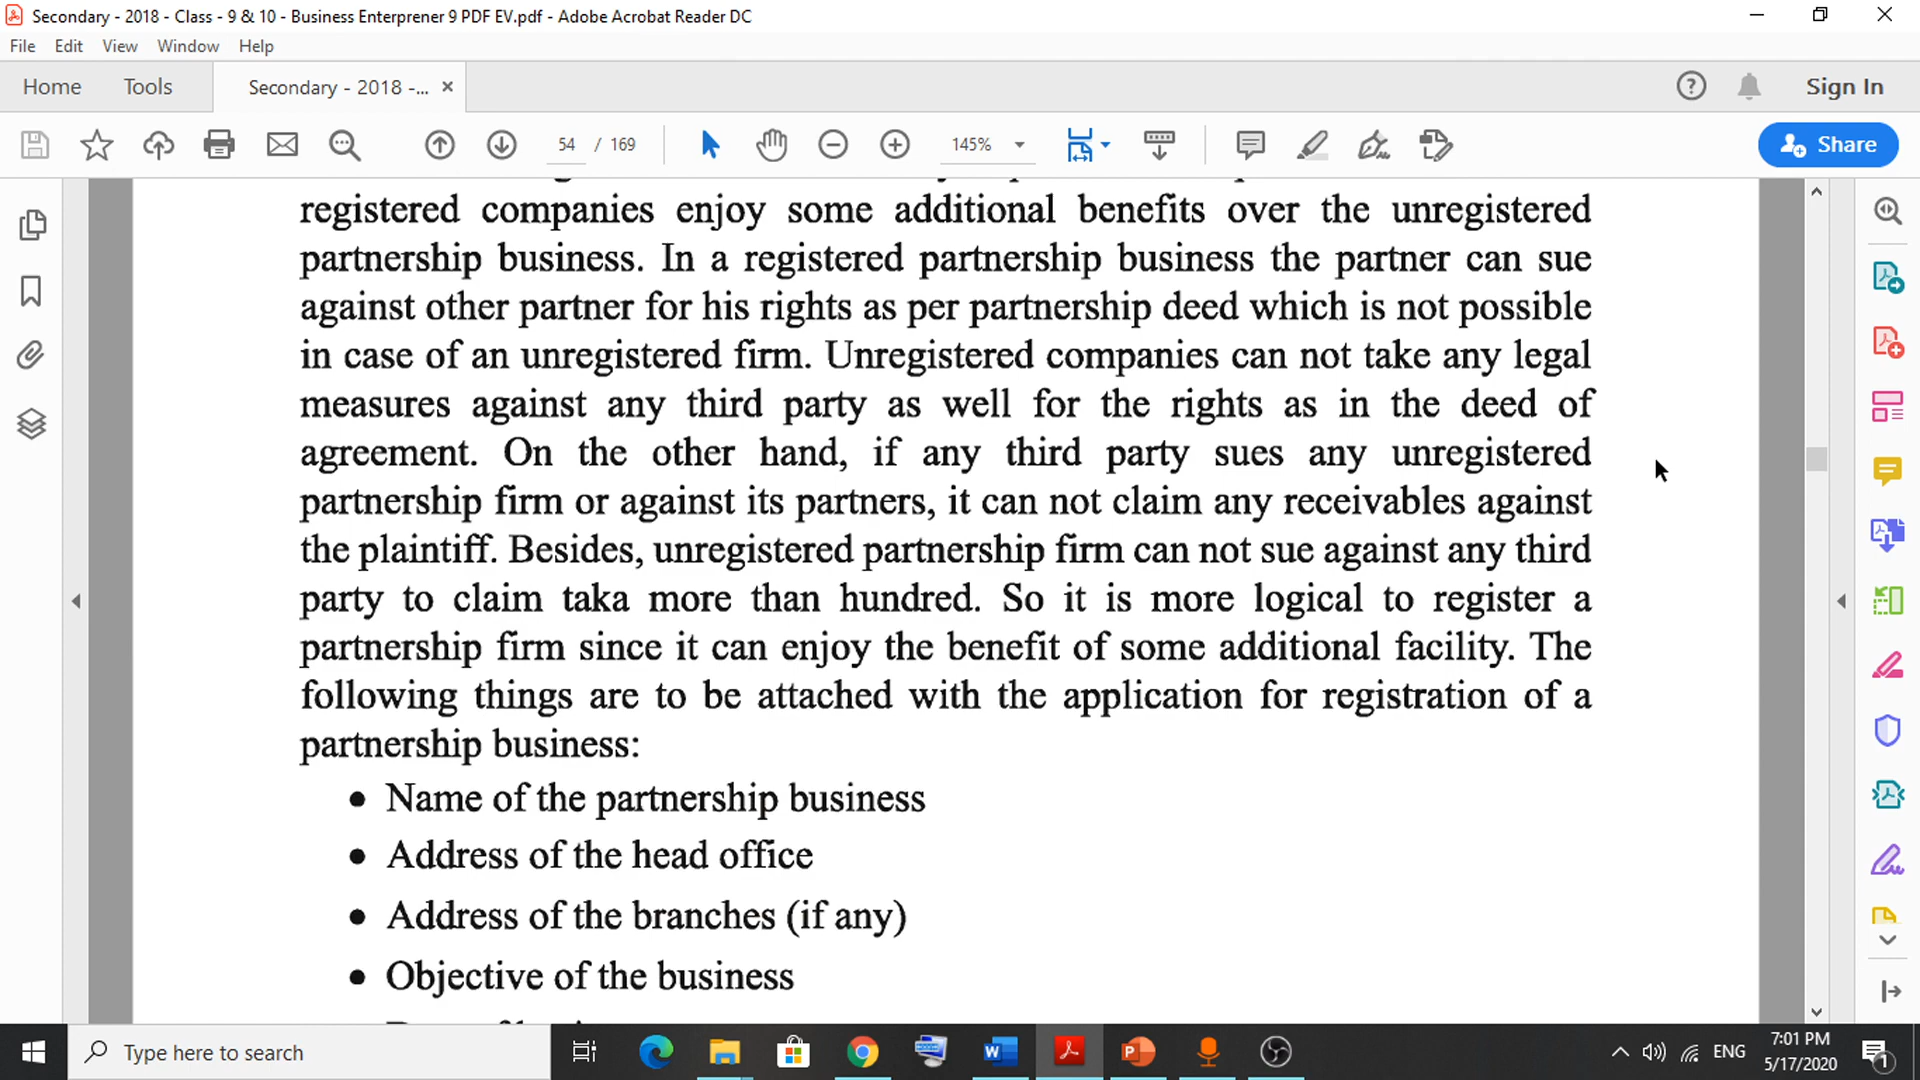 Secondary - 2018 - Class - 9 & 10 - Business Enterprener 9 PDF EV.pdf - Adobe Acrobat Reader DC
File Edit View Window Help
Home Tools Secondary - 2018 -... × Sign In
54 / 169 145% Share
registered companies enjoy some additional benefits over the unregistered
partnership business. In a registered partnership business the partner can sue
against other partner for his rights as per partnership deed which is not possible
in case of an unregistered firm. Unregistered companies can not take any legal
measures against any third party as well for the rights as in the deed of
agreement. On the other hand, if any third party sues any unregistered
partnership firm or against its partners, it can not claim any receivables against
the plaintiff. Besides, unregistered partnership firm can not sue against any third
party to claim taka more than hundred. So it is more logical to register a
partnership firm since it can enjoy the benefit of some additional facility. The
following things are to be attached with the application for registration of a
partnership business:
• Name of the partnership business
• Address of the head office
• Address of the branches (if any)
• Objective of the business
Type here to search
ENG 7:01 PM
5/17/2020 1